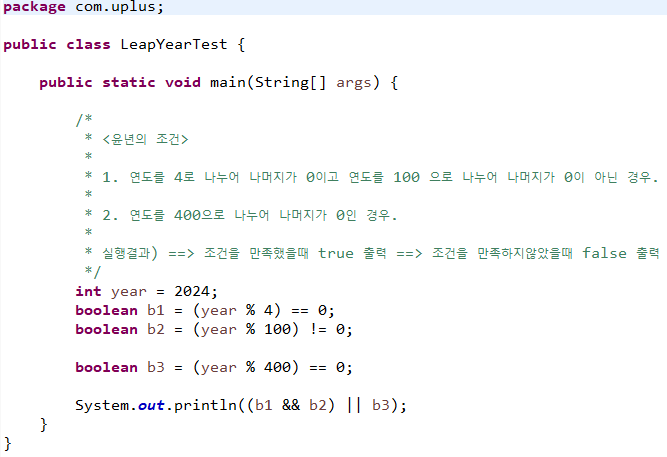 package com.uplus;
public class LeapYearTest {
public static void main(String[] args) {
/*
* <윤년의 조건>
*
* 1. 연도를 4로 나누어 나머지가 0이고 연도를 100 으로 나누어 나머지가 0이 아닌 경우.
*
* 2. 연도를 400으로 나누어 나머지가 0인 경우.
*
* 실행결과) ==> 조건을 만족했을때 true 출력 ==> 조건을 만족하지않았을때 false 출력
*/
int year = 2024;
boolean b1 = (year % 4) == 0;
boolean b2 = (year % 100) != 0;
boolean b3 = (year % 400) == 0;
System.out.println((b1 && b2) || b3);
}
}